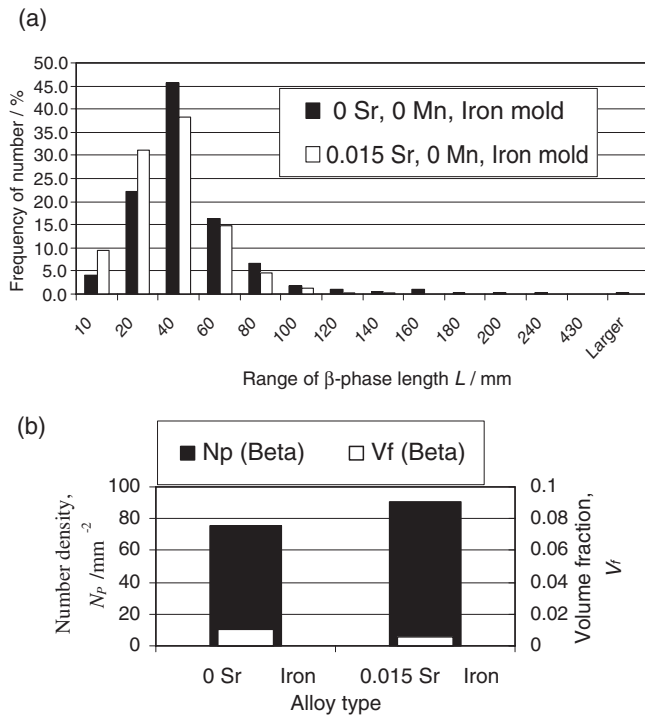 (a)
50.0
45.0
40.0
35.0
30.0
25.0
20.0
15.0
10.0
5.0
0.0
Frequency of number / %
0 Sr, 0 Mn, Iron mold
0.015 Sr, 0 Mn, Iron mold
10 20 40 60 80 100 120 140 160 180 200 240 430 Larger
Range of β-phase length L / mm
(b)
Np (Beta) Vf (Beta)
Number density,
N_P /mm ^-2
100
80
60
40
20
0
0.1
0.08
0.06
0.04
0.02
0
Volume fraction,
V_f
0 Sr Iron 0.015 Sr Iron
Alloy type